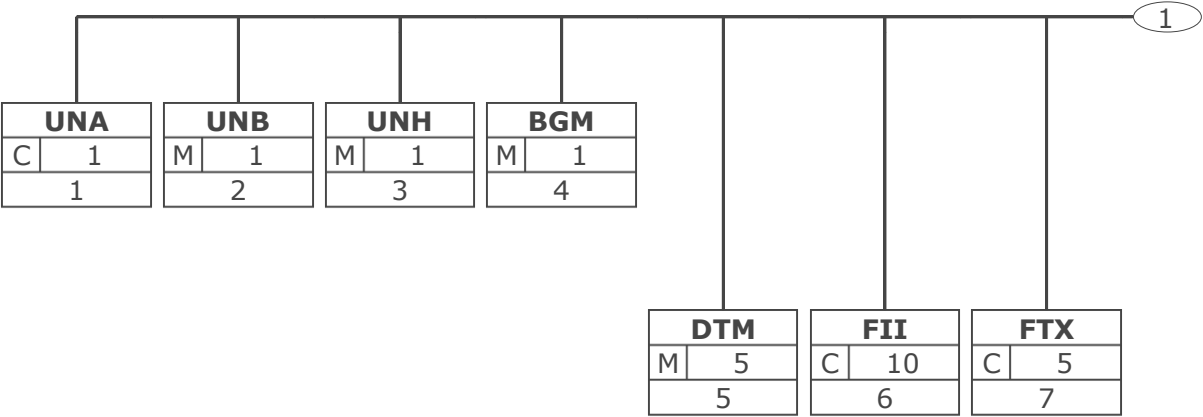 1
UNA UNB UNH BGM
C 1 M 1 M 1 M 1
1 2 3 4
DTM FII FTX
M 5 C 10 C 5
5 6 7